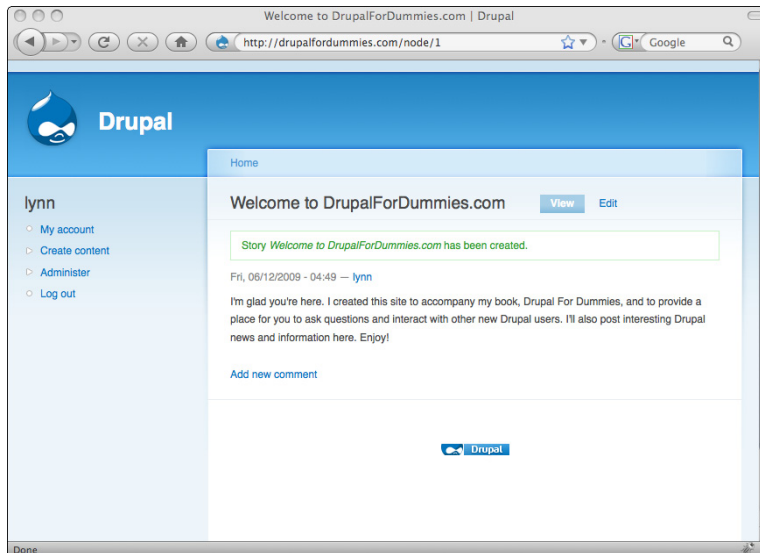 Welcome to DrupalForDummies.com | Drupal
http://drupalfordummies.com/node/1
Google
Drupal
Home
lynn
My account
Create content
Administer
Log out
Welcome to DrupalForDummies.com
View
Edit
Story Welcome to DrupalForDummies.com has been created.
Fri, 06/12/2009 - 04:49 — lynn
I'm glad you're here. I created this site to accompany my book, Drupal For Dummies, and to provide a
place for you to ask questions and interact with other new Drupal users. I'll also post interesting Drupal
news and information here. Enjoy!
Add new comment
Drupal
Done